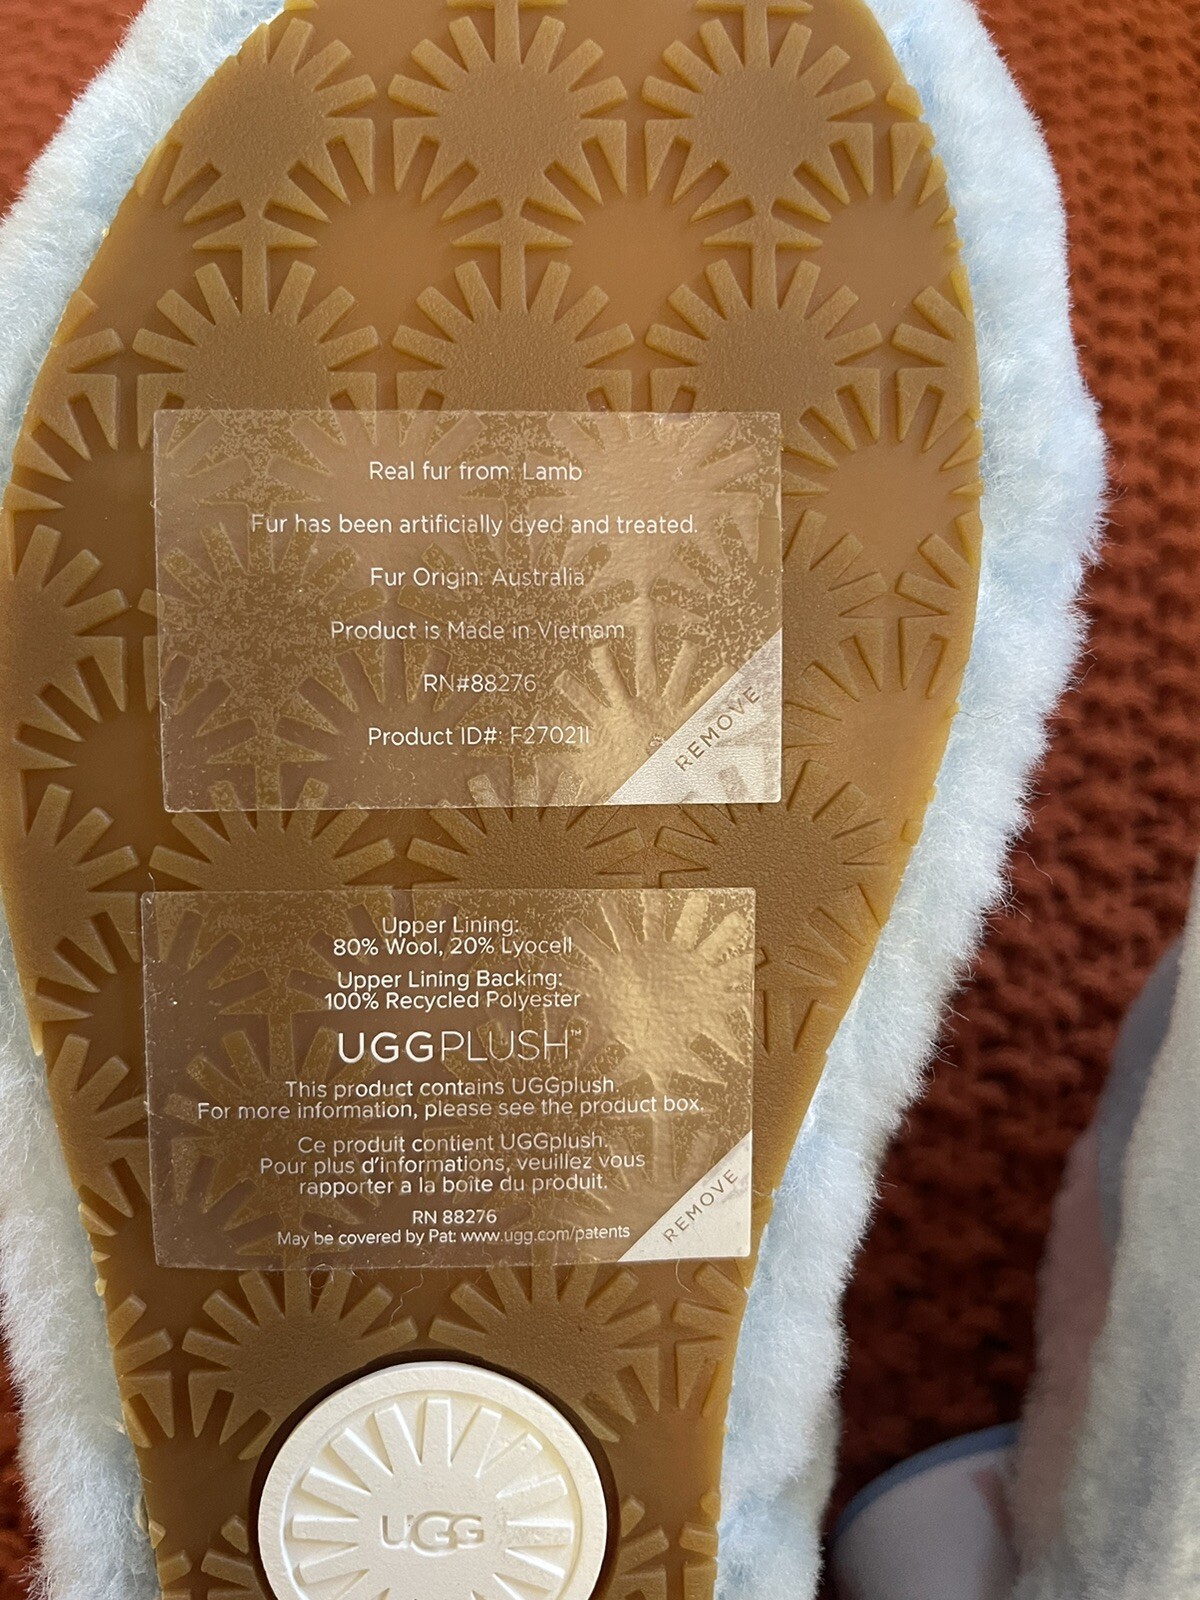 Real fur from: Lamb
Fur has been artificially dyed and treated.
Fur Origin: Australia
Product is Made in Vietnam
RN#88276
Product ID#: F27021I
REMOVE
Upper Lining:
80% Wool, 20% Lyocell
Upper Lining Backing:
100% Recycled Polyester
UGGPLUSH™
This product contains UGGplush.
For more information, please see the product box.
Ce produit contient UGGplush.
Pour plus d'informations, veuillez vous
rapporter a la boîte du produit.
RN 88276
May be covered by Pat: www.ugg.com/patents
REMOVE
UGG